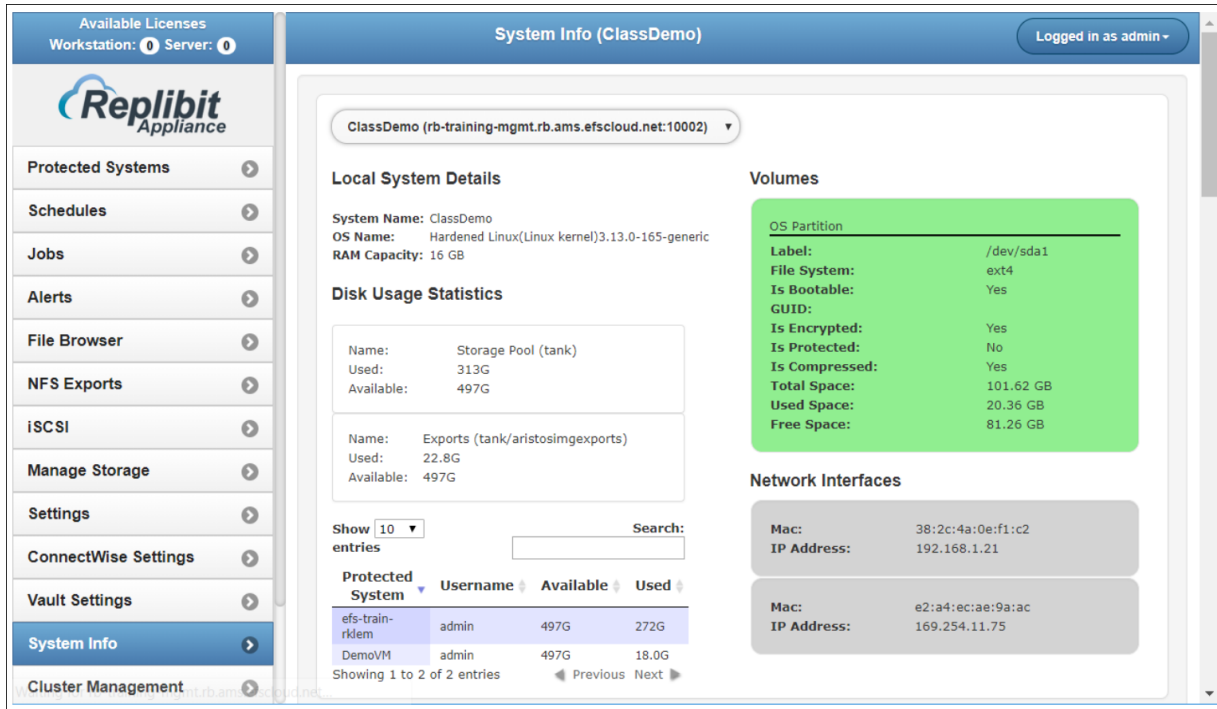 Available Licenses
Workstation: 0 Server: 0
System Info (ClassDemo)
Logged in as admin
Replibit
Appliance
Protected Systems
Schedules
Jobs
Alerts
File Browser
NFS Exports
iSCSI
Manage Storage
Settings
ConnectWise Settings
Vault Settings
System Info
Cluster Management
ClassDemo (rb-training-mgmt.rb.ams.efscloud.net:10002)
Local System Details
System Name: ClassDemo
OS Name: Hardened Linux(Linux kernel)3.13.0-165-generic
RAM Capacity: 16 GB
Disk Usage Statistics
Name: Storage Pool (tank)
Used: 313G
Available: 497G
Name: Exports (tank/aristosimgexports)
Used: 22.8G
Available: 497G
Show 10 entries
Search:
Protected System Username Available Used
efs-train-rklem admin 497G 272G
DemoVM admin 497G 18.0G
Showing 1 to 2 of 2 entries
Previous Next
Volumes
OS Partition
Label: /dev/sda1
File System: ext4
Is Bootable: Yes
GUID:
Is Encrypted: Yes
Is Protected: No
Is Compressed: Yes
Total Space: 101.62 GB
Used Space: 20.36 GB
Free Space: 81.26 GB
Network Interfaces
Mac: 38:2c:4a:0e:f1:c2
IP Address: 192.168.1.21
Mac: e2:a4:ec:ae:9a:ac
IP Address: 169.254.11.75